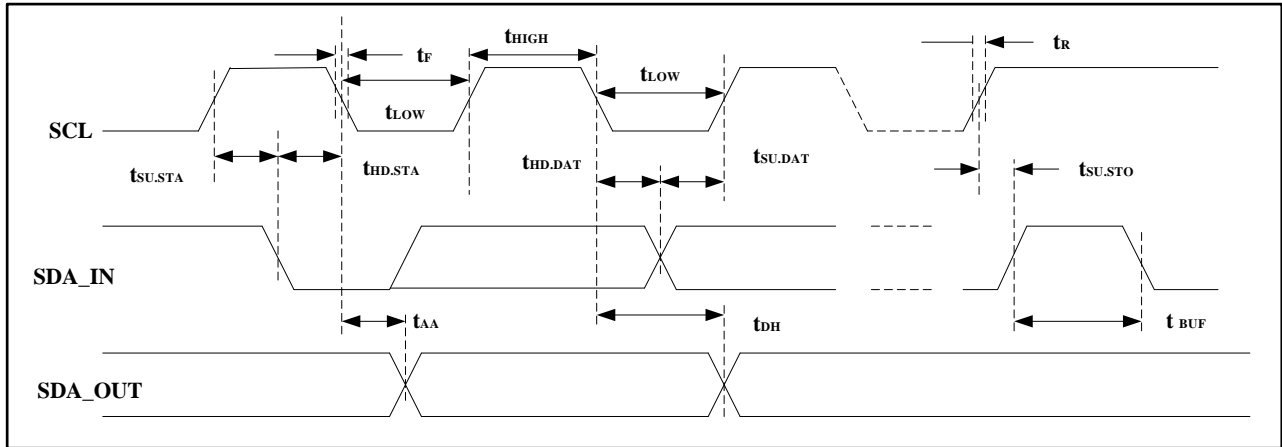 tHIGH
tF
tR
tLOW
tLOW
SCL
tSU.STA
tHD.STA
tHD.DAT
tSU.DAT
tSU.STO
SDA_IN
tAA
tDH
t BUF
SDA_OUT